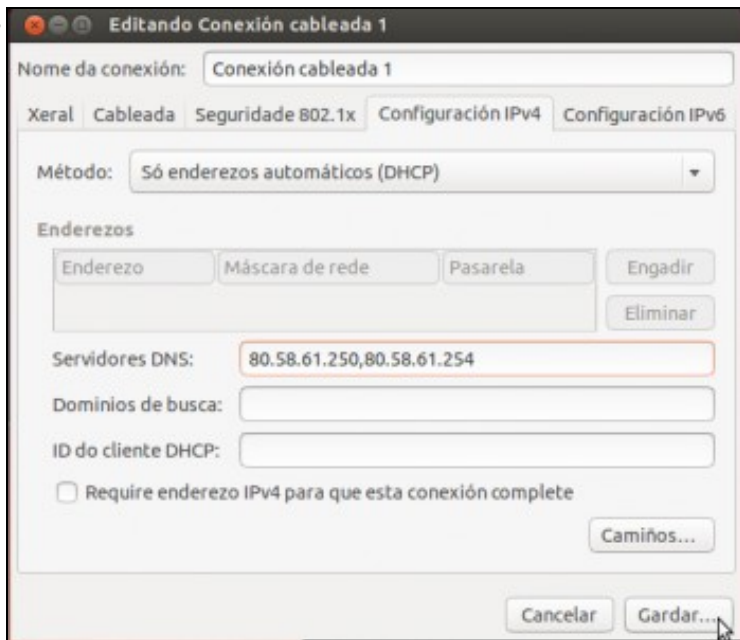 Editando Conexión cableada 1
Nome da conexión: Conexión cableada 1
Xeral Cableada Seguridade 802.1x Configuración IPv4 Configuración IPv6
Método: Só enderezos automáticos (DHCP)
Enderezos
Enderezo Máscara de rede Pasarela Engadir
Eliminar
Servidores DNS: 80.58.61.250,80.58.61.254
Dominios de busca:
ID do cliente DHCP:
Require enderezo IPv4 para que esta conexión complete
Camiños...
Cancelar Gardar...